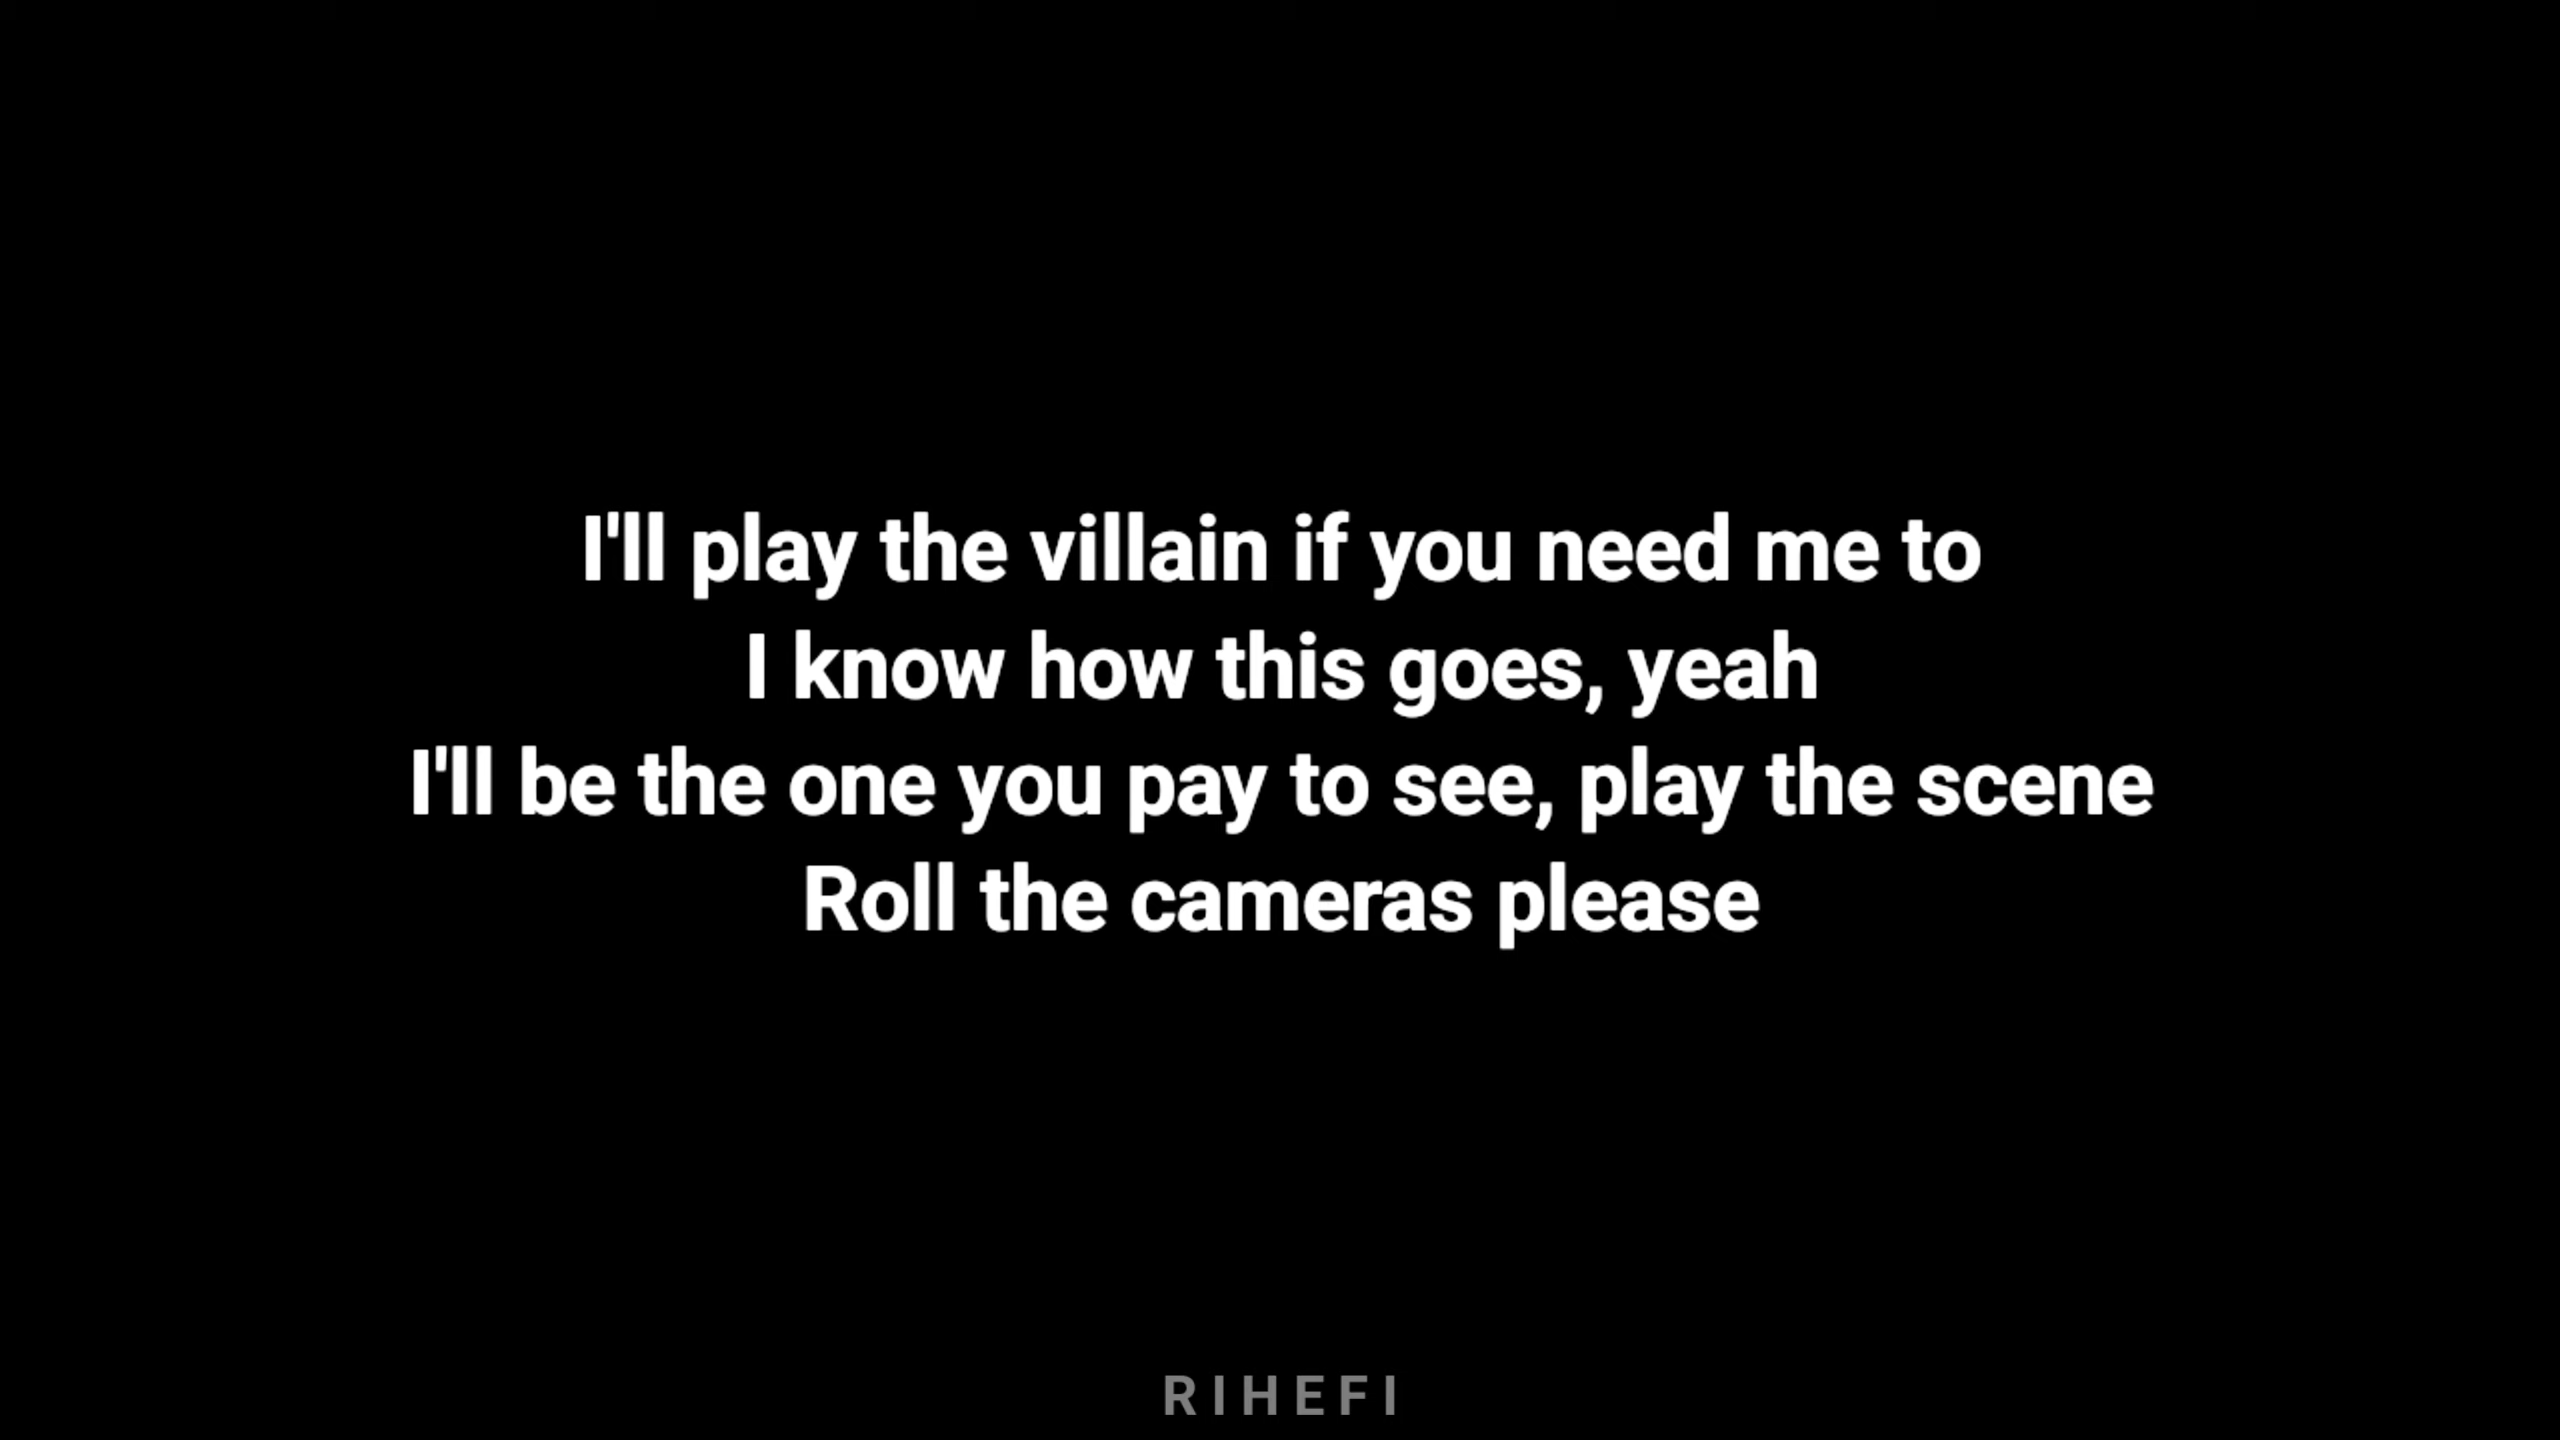 I'll play the villain if you need me to
I know how this goes, yeah
I'll be the one you pay to see, play the scene
Roll the cameras please
RIHEFI